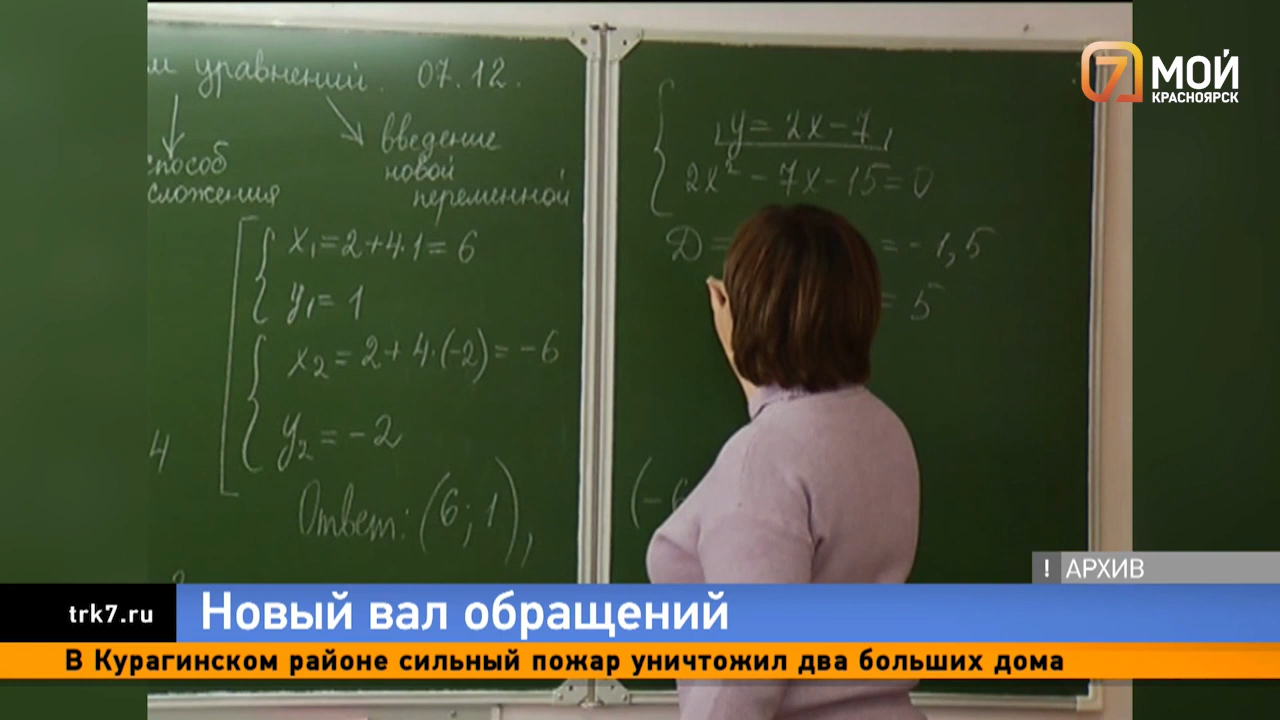 м уравнений. 07.12.
способ
сложения
введение
новой
переменной
x₁=2+4·1=6
y₁=1
x₂=2+4·(-2)=-6
y₂=-2
4
Ответ: (6;1),
y=2x-7
2x²-7x-15=0
Д=
=-1,5
=5
(-6
7 МОЙ
КРАСНОЯРСК
! АРХИВ
trk7.ru
Новый вал обращений
В Курагинском районе сильный пожар уничтожил два больших дома